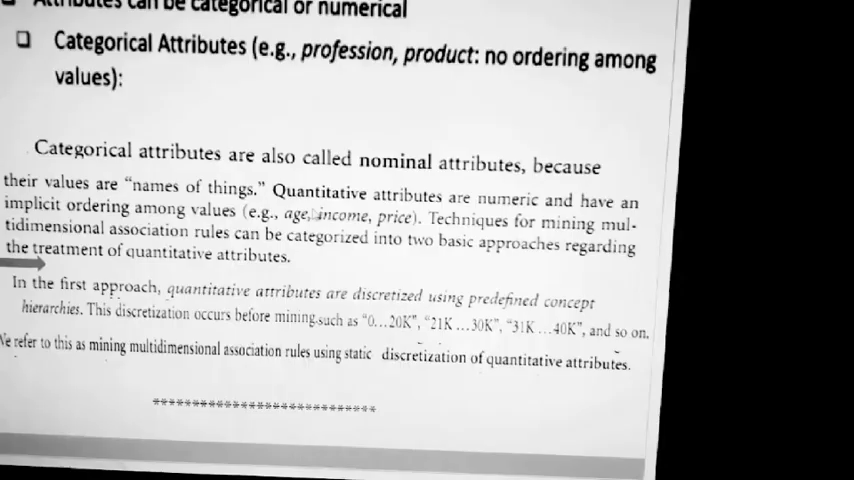 Attributes can be categorical or numerical
Categorical Attributes (e.g., profession, product: no ordering among
values):
Categorical attributes are also called nominal attributes, because
their values are “names of things.” Quantitative attributes are numeric and have an
implicit ordering among values (e.g., age, income, price). Techniques for mining mul-
tidimensional association rules can be categorized into two basic approaches regarding
the treatment of quantitative attributes.
In the first approach, quantitative attributes are discretized using predefined concept
hierarchies. This discretization occurs before mining.such as “0...20K”, “21K ...30K”, “31K ...40K”, and so on.
We refer to this as mining multidimensional association rules using static discretization of quantitative attributes.
**************************